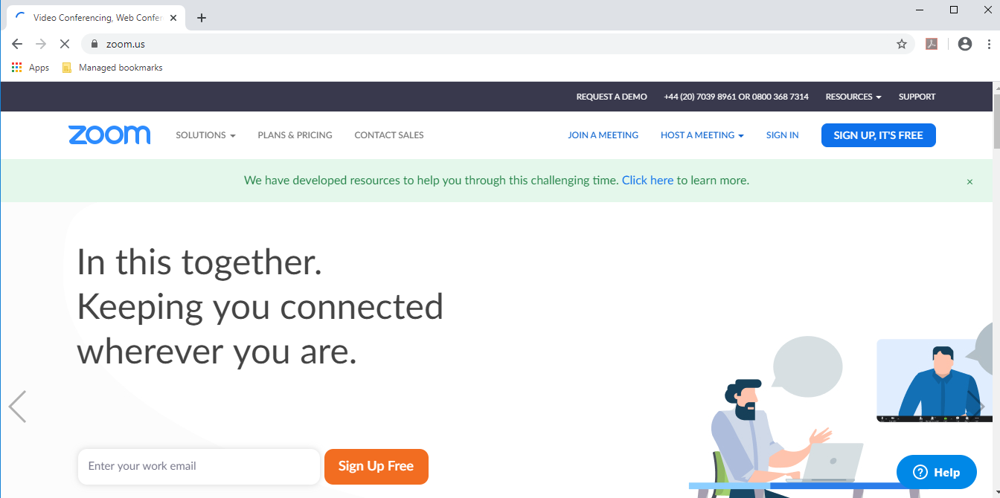 Video Conferencing, Web Confer
zoom.us
Apps Managed bookmarks
REQUEST A DEMO +44 (20) 7039 8961 OR 0800 368 7314 RESOURCES SUPPORT
zoom SOLUTIONS PLANS & PRICING CONTACT SALES JOIN A MEETING HOST A MEETING SIGN IN SIGN UP, IT'S FREE
We have developed resources to help you through this challenging time. Click here to learn more. ×
In this together.
Keeping you connected
wherever you are.
Enter your work email Sign Up Free
? Help